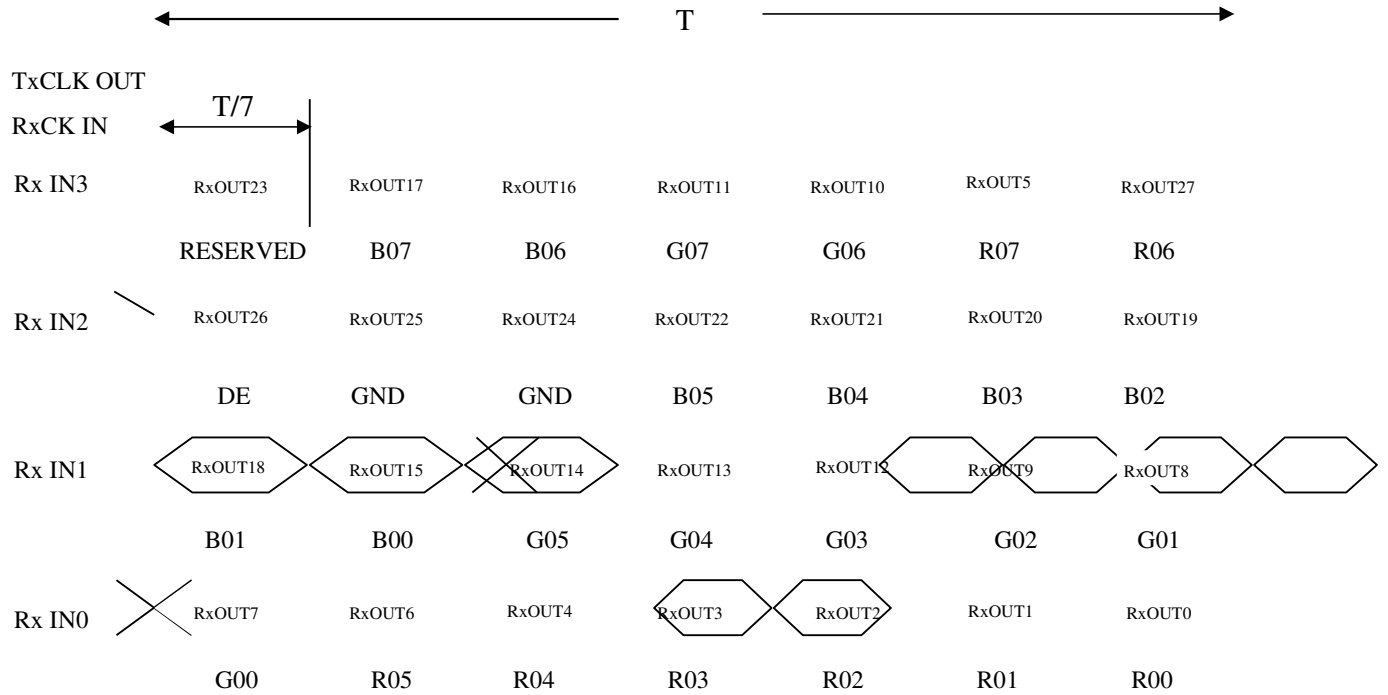 T
TxCLK OUT
T/7
RxCK IN
Rx IN3 RxOUT23 RxOUT17 RxOUT16 RxOUT11 RxOUT10 RxOUT5 RxOUT27
RESERVED B07 B06 G07 G06 R07 R06
Rx IN2 RxOUT26 RxOUT25 RxOUT24 RxOUT22 RxOUT21 RxOUT20 RxOUT19
DE GND GND B05 B04 B03 B02
Rx IN1 RxOUT18 RxOUT15 RxOUT14 RxOUT13 RxOUT12 RxOUT9 RxOUT8
B01 B00 G05 G04 G03 G02 G01
Rx IN0 RxOUT7 RxOUT6 RxOUT4 RxOUT3 RxOUT2 RxOUT1 RxOUT0
G00 R05 R04 R03 R02 R01 R00